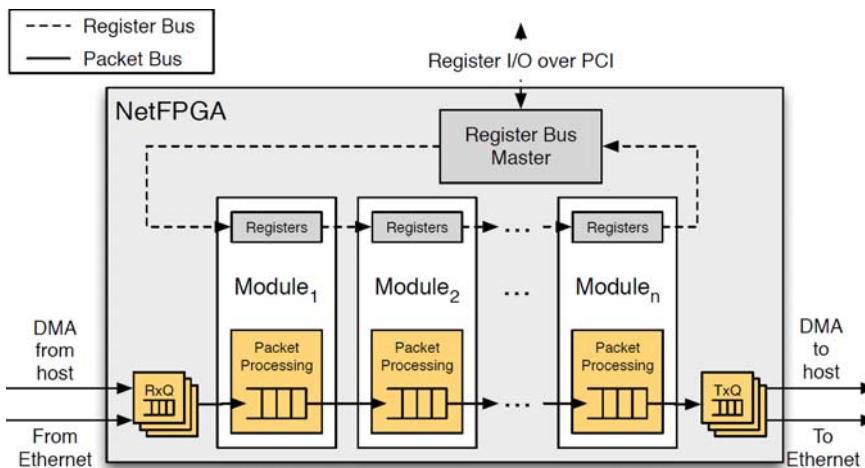 Register Bus
Packet Bus
Register I/O over PCI
NetFPGA
Register Bus
Master
Registers
Registers
...
Registers
Module1
Module2
...
Modulen
DMA
from
host
DMA
to
host
Packet
Processing
Packet
Processing
Packet
Processing
RxQ
...
TxQ
From
Ethernet
To
Ethernet